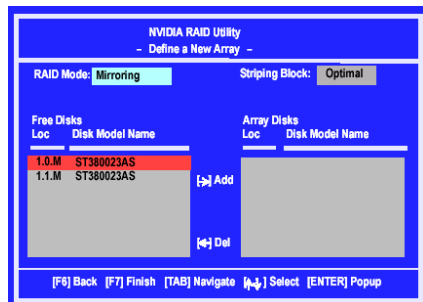 NVIDIA RAID Utility
– Define a New Array –
RAID Mode: Mirroring Striping Block: Optimal
Free Disks Array Disks
Loc Disk Model Name Loc Disk Model Name
1.0.M ST380023AS
1.1.M ST380023AS
[→] Add
[←] Del
[F6] Back [F7] Finish [TAB] Navigate [↑↓] Select [ENTER] Popup